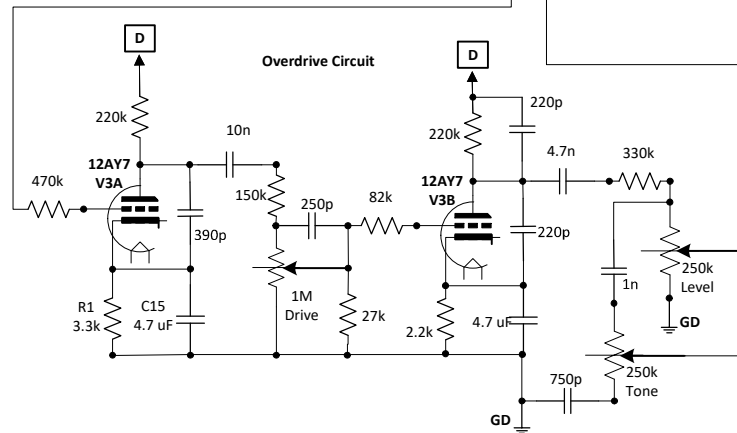 D
D
Overdrive Circuit
220p
220k
220k
10n
4.7n
330k
12AY7
V3A
12AY7
V3B
470k
150k
250p
82k
390p
220p
250k
Level
1n
1M
Drive
R1
3.3k
C15
4.7 uF
27k
2.2k
4.7 uF
GD
250k
Tone
750p
GD